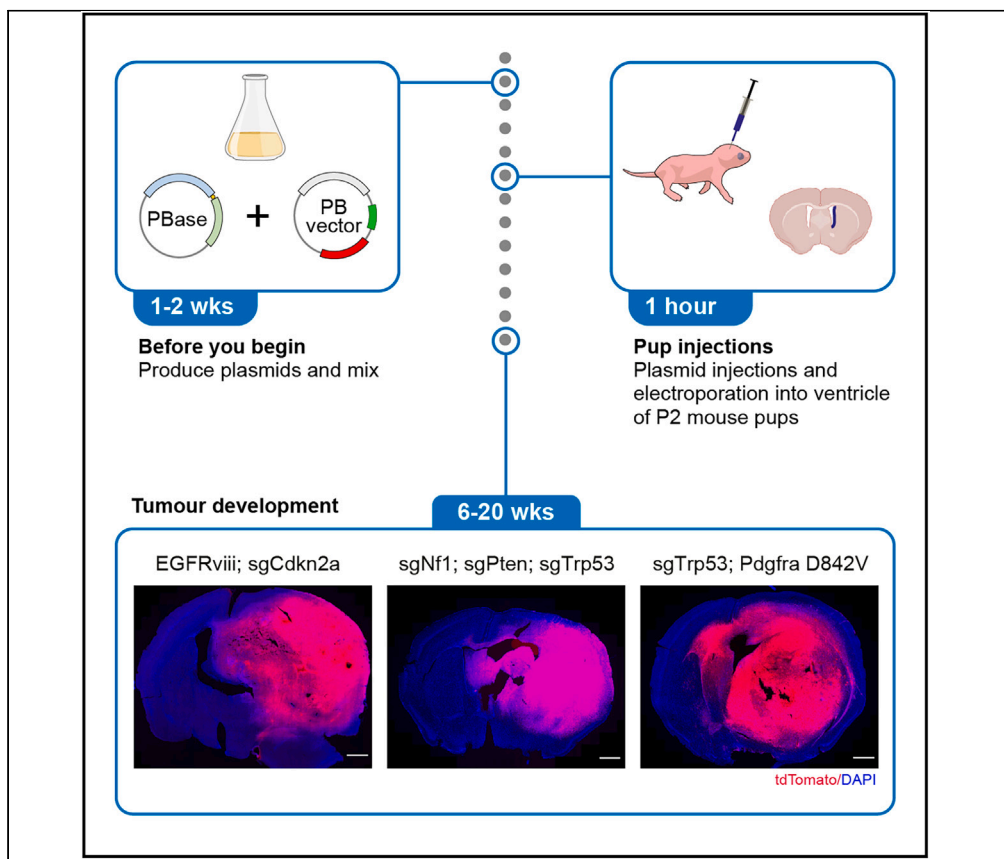 PBase
+
PB
vector
1-2 wks
Before you begin
Produce plasmids and mix
1 hour
Pup injections
Plasmid injections and
electroporation into ventricle
of P2 mouse pups
Tumour development
6-20 wks
EGFRviii; sgCdkn2a
sgNf1; sgPten; sgTrp53
sgTrp53; Pdgfra D842V
tdTomato/DAPI